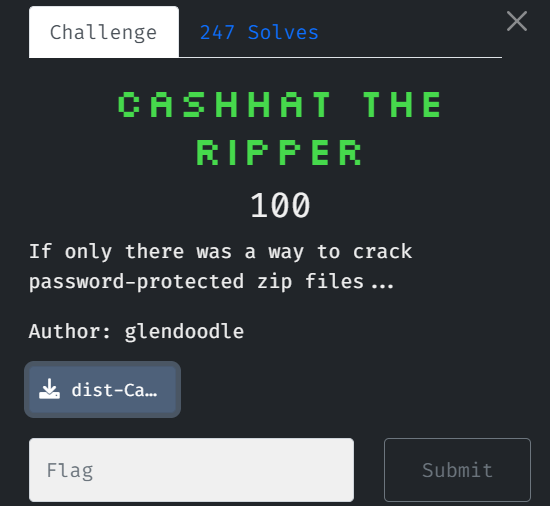 Challenge
247 Solves
CASHHAT THE
RIPPER
100
If only there was a way to crack
password-protected zip files...
Author: glendoodle
dist-Ca…
Flag
Submit